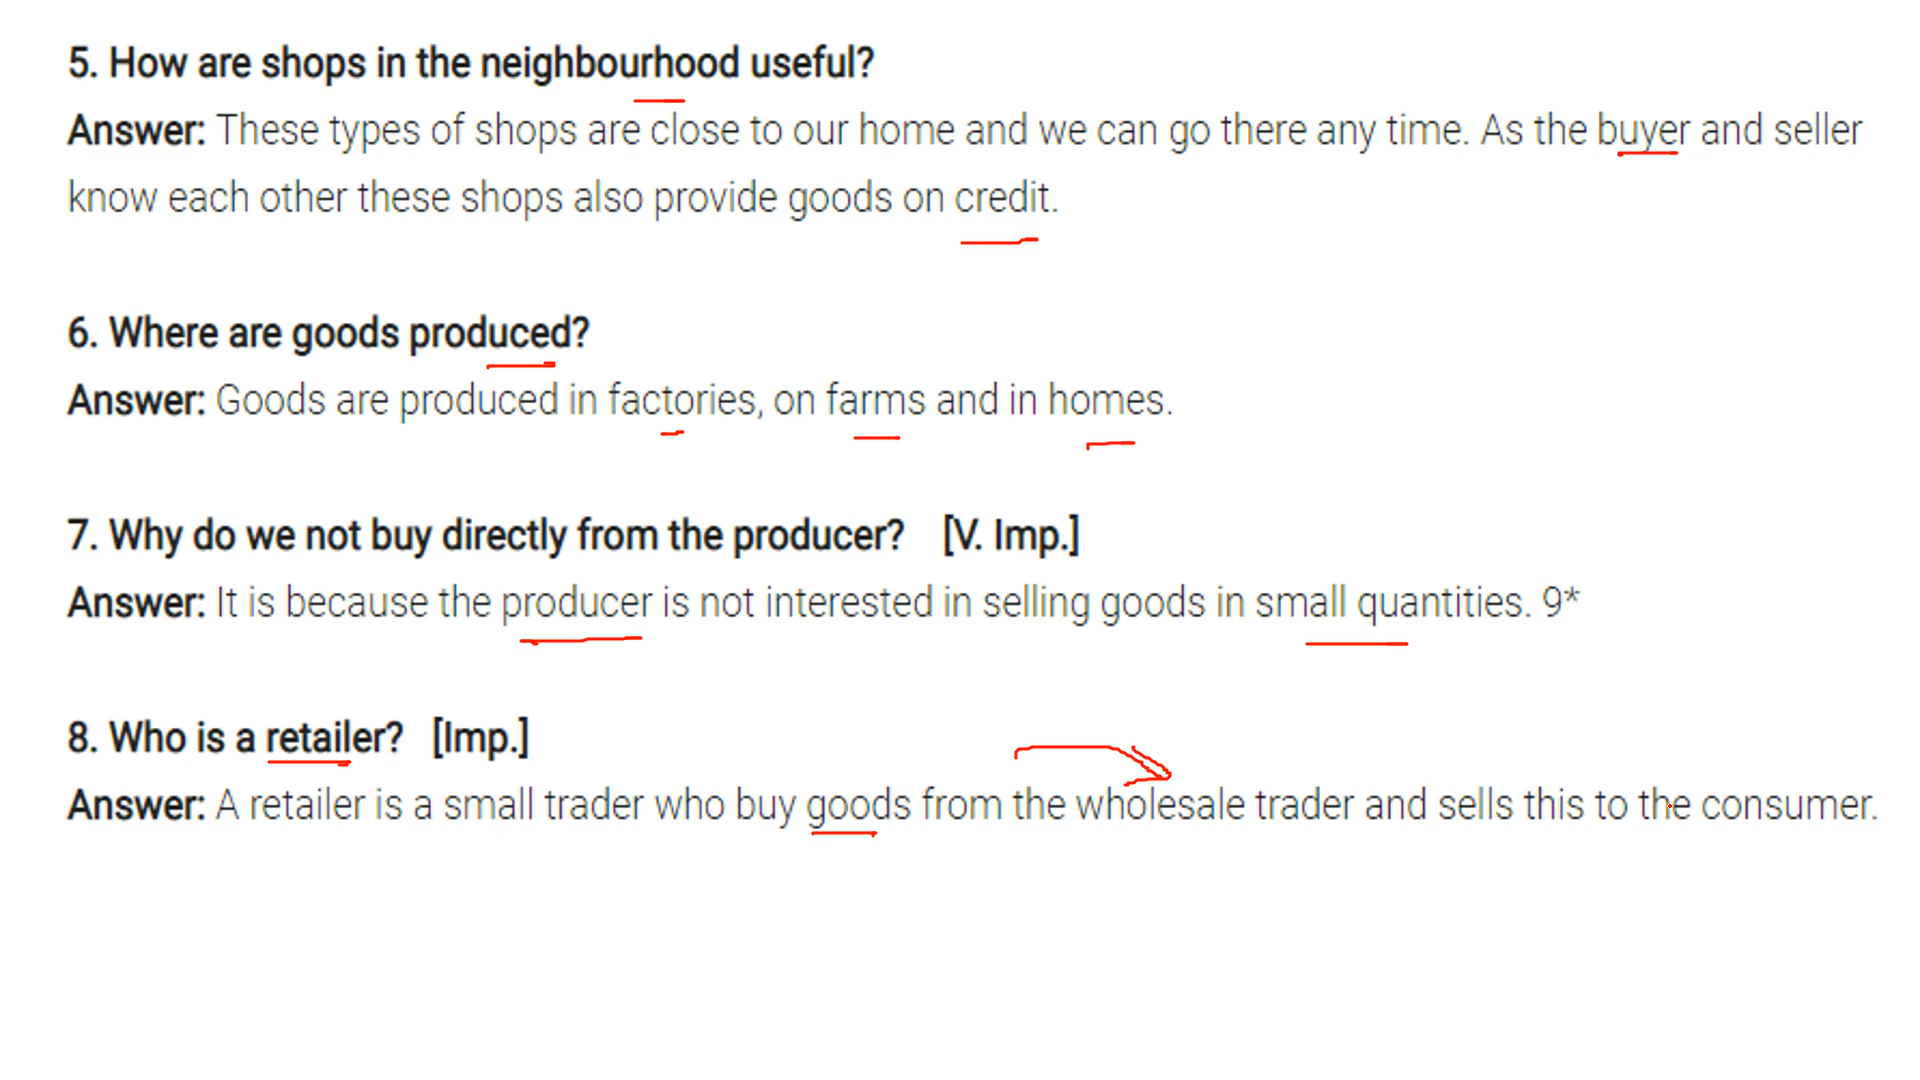 5. How are shops in the neighbourhood useful?
Answer: These types of shops are close to our home and we can go there any time. As the buyer and seller
know each other these shops also provide goods on credit.
6. Where are goods produced?
Answer: Goods are produced in factories, on farms and in homes.
7. Why do we not buy directly from the producer? [V. Imp.]
Answer: It is because the producer is not interested in selling goods in small quantities. 9*
8. Who is a retailer? [Imp.]
Answer: A retailer is a small trader who buy goods from the wholesale trader and sells this to the consumer.